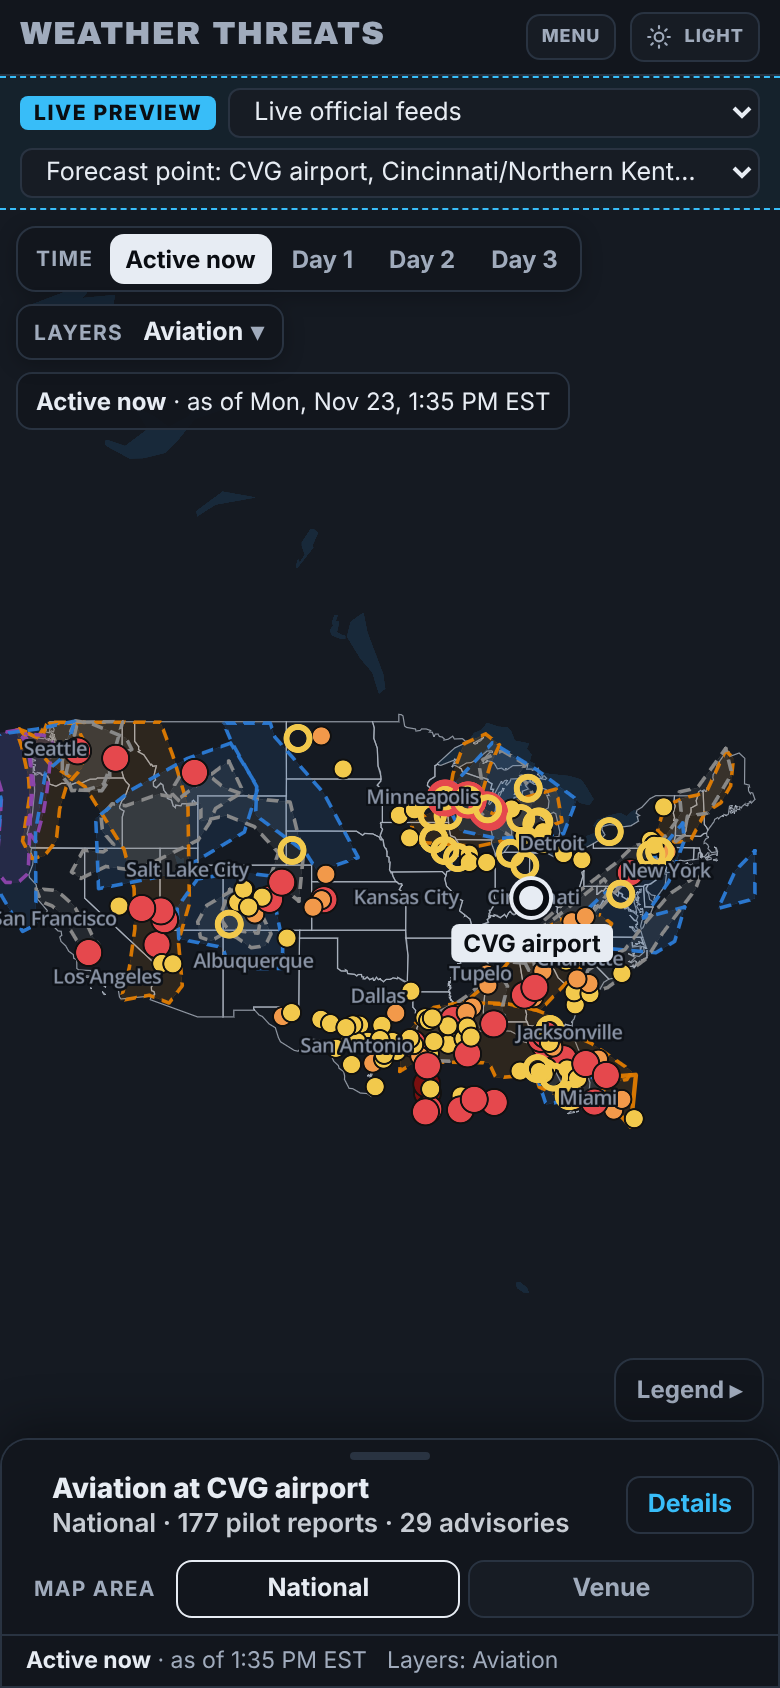 WEATHER THREATS
MENU
LIGHT
LIVE PREVIEW
Live official feeds
Forecast point: CVG airport, Cincinnati/Northern Kent...
TIME
Active now
Day 1
Day 2
Day 3
LAYERS Aviation ▾
Active now · as of Mon, Nov 23, 1:35 PM EST
Seattle
Minneapolis
Detroit
Salt Lake City
Kansas City
New York
San Francisco
CVG airport
Albuquerque
Los Angeles
Tupelo
Dallas
San Antonio
Jacksonville
Miami
Legend ▸
Aviation at CVG airport
National · 177 pilot reports · 29 advisories
Details
MAP AREA
National
Venue
Active now · as of 1:35 PM EST Layers: Aviation